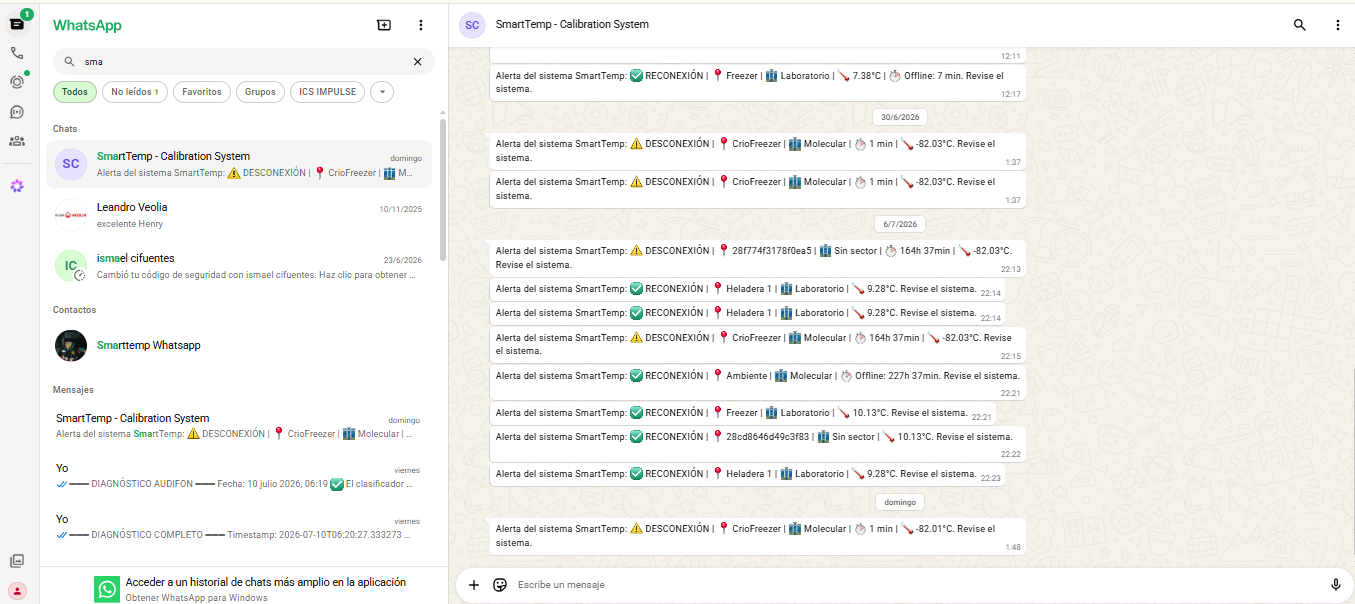 1
WhatsApp
sma
Todos
No leídos 1
Favoritos
Grupos
ICS IMPULSE
Chats
SC
SmartTemp - Calibration System
domingo
Alerta del sistema SmartTemp: ⚠️ DESCONEXIÓN | 📍 CrioFreezer | 🏢 M...
Leandro Veolia
10/11/2025
excelente Henry
IC
ismael cifuentes
23/6/2026
Cambió tu código de seguridad con ismael cifuentes. Haz clic para obtener ...
Contactos
Smarttemp Whatsapp
Mensajes
SmartTemp - Calibration System
domingo
Alerta del sistema SmartTemp: ⚠️ DESCONEXIÓN | 📍 CrioFreezer | 🏢 Molecular | ...
Yo
viernes
═══ DIAGNÓSTICO AUDIFON ═══ Fecha: 10 julio 2026, 06:19 ✅ El clasificador ...
Yo
viernes
═══ DIAGNÓSTICO COMPLETO ═══ Timestamp: 2026-07-10T06:20:27.333273 ...
Acceder a un historial de chats más amplio en la aplicación
Obtener WhatsApp para Windows
SC
SmartTemp - Calibration System
12:11
Alerta del sistema SmartTemp: ✅ RECONEXIÓN | 📍 Freezer | 🏢 Laboratorio | 🌡️ 7.38°C | ⏱️ Offline: 7 min. Revise el
sistema.
12:17
30/6/2026
Alerta del sistema SmartTemp: ⚠️ DESCONEXIÓN | 📍 CrioFreezer | 🏢 Molecular | ⏱️ 1 min | 🌡️ -82.03°C. Revise el
sistema.
1:37
Alerta del sistema SmartTemp: ⚠️ DESCONEXIÓN | 📍 CrioFreezer | 🏢 Molecular | ⏱️ 1 min | 🌡️ -82.03°C. Revise el
sistema.
1:37
6/7/2026
Alerta del sistema SmartTemp: ⚠️ DESCONEXIÓN | 📍 28f774f3178f0ea5 | 🏢 Sin sector | ⏱️ 164h 37min | 🌡️ -82.03°C.
Revise el sistema.
22:13
Alerta del sistema SmartTemp: ✅ RECONEXIÓN | 📍 Heladera 1 | 🏢 Laboratorio | 🌡️ 9.28°C. Revise el sistema. 22:14
Alerta del sistema SmartTemp: ✅ RECONEXIÓN | 📍 Heladera 1 | 🏢 Laboratorio | 🌡️ 9.28°C. Revise el sistema. 22:14
Alerta del sistema SmartTemp: ⚠️ DESCONEXIÓN | 📍 CrioFreezer | 🏢 Molecular | ⏱️ 164h 37min | 🌡️ -82.03°C. Revise
el sistema.
22:15
Alerta del sistema SmartTemp: ✅ RECONEXIÓN | 📍 Ambiente | 🏢 Molecular | ⏱️ Offline: 227h 37min. Revise el sistema.
22:21
Alerta del sistema SmartTemp: ✅ RECONEXIÓN | 📍 Freezer | 🏢 Laboratorio | 🌡️ 10.13°C. Revise el sistema. 22:21
Alerta del sistema SmartTemp: ✅ RECONEXIÓN | 📍 28cd8646d49c3f83 | 🏢 Sin sector | 🌡️ 10.13°C. Revise el sistema.
22:22
Alerta del sistema SmartTemp: ✅ RECONEXIÓN | 📍 Heladera 1 | 🏢 Laboratorio | 🌡️ 9.28°C. Revise el sistema. 22:23
domingo
Alerta del sistema SmartTemp: ⚠️ DESCONEXIÓN | 📍 CrioFreezer | 🏢 Molecular | ⏱️ 1 min | 🌡️ -82.01°C. Revise el
sistema.
1:48
Escribe un mensaje